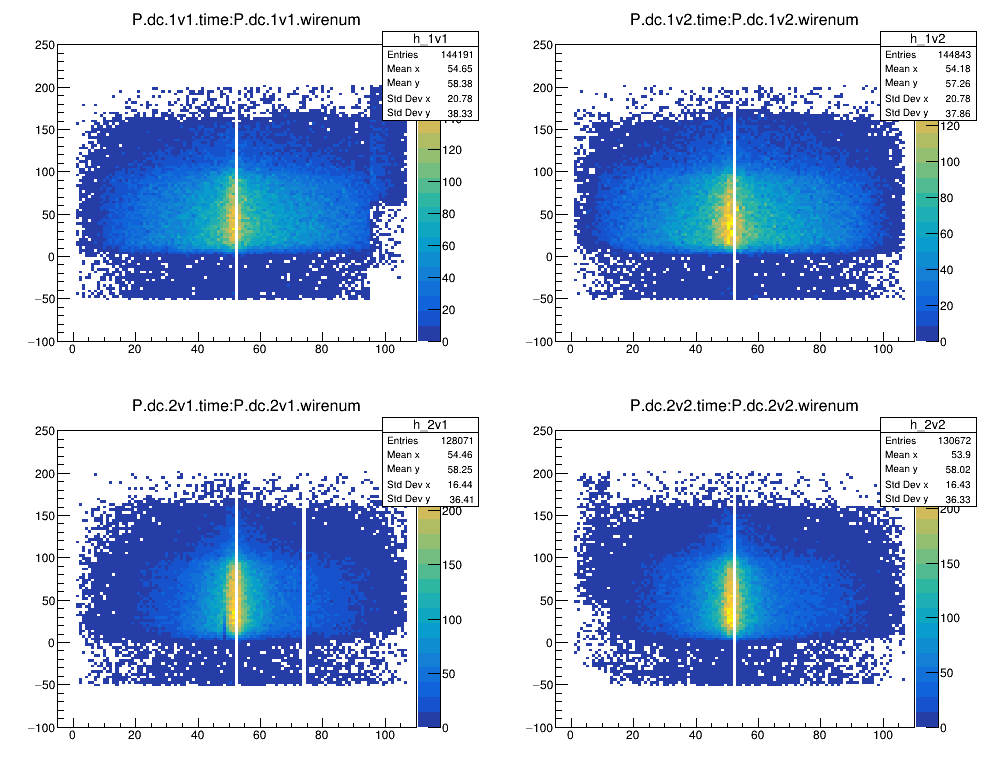 P.dc.1v1.time:P.dc.1v1.wirenum
h_1v1
Entries 144191
Mean x 54.65
Mean y 58.38
Std Dev x 20.78
Std Dev y 38.33
250
200
150
100
50
0
−50
−100
0 20 40 60 80 100
140
120
100
80
60
40
20
0
P.dc.1v2.time:P.dc.1v2.wirenum
h_1v2
Entries 144843
Mean x 54.18
Mean y 57.26
Std Dev x 20.78
Std Dev y 37.86
250
200
150
100
50
0
−50
−100
0 20 40 60 80 100
120
100
80
60
40
20
0
P.dc.2v1.time:P.dc.2v1.wirenum
h_2v1
Entries 128071
Mean x 54.46
Mean y 58.25
Std Dev x 16.44
Std Dev y 36.41
250
200
150
100
50
0
−50
−100
0 20 40 60 80 100
200
150
100
50
0
P.dc.2v2.time:P.dc.2v2.wirenum
h_2v2
Entries 130672
Mean x 53.9
Mean y 58.02
Std Dev x 16.43
Std Dev y 36.33
250
200
150
100
50
0
−50
−100
0 20 40 60 80 100
200
150
100
50
0